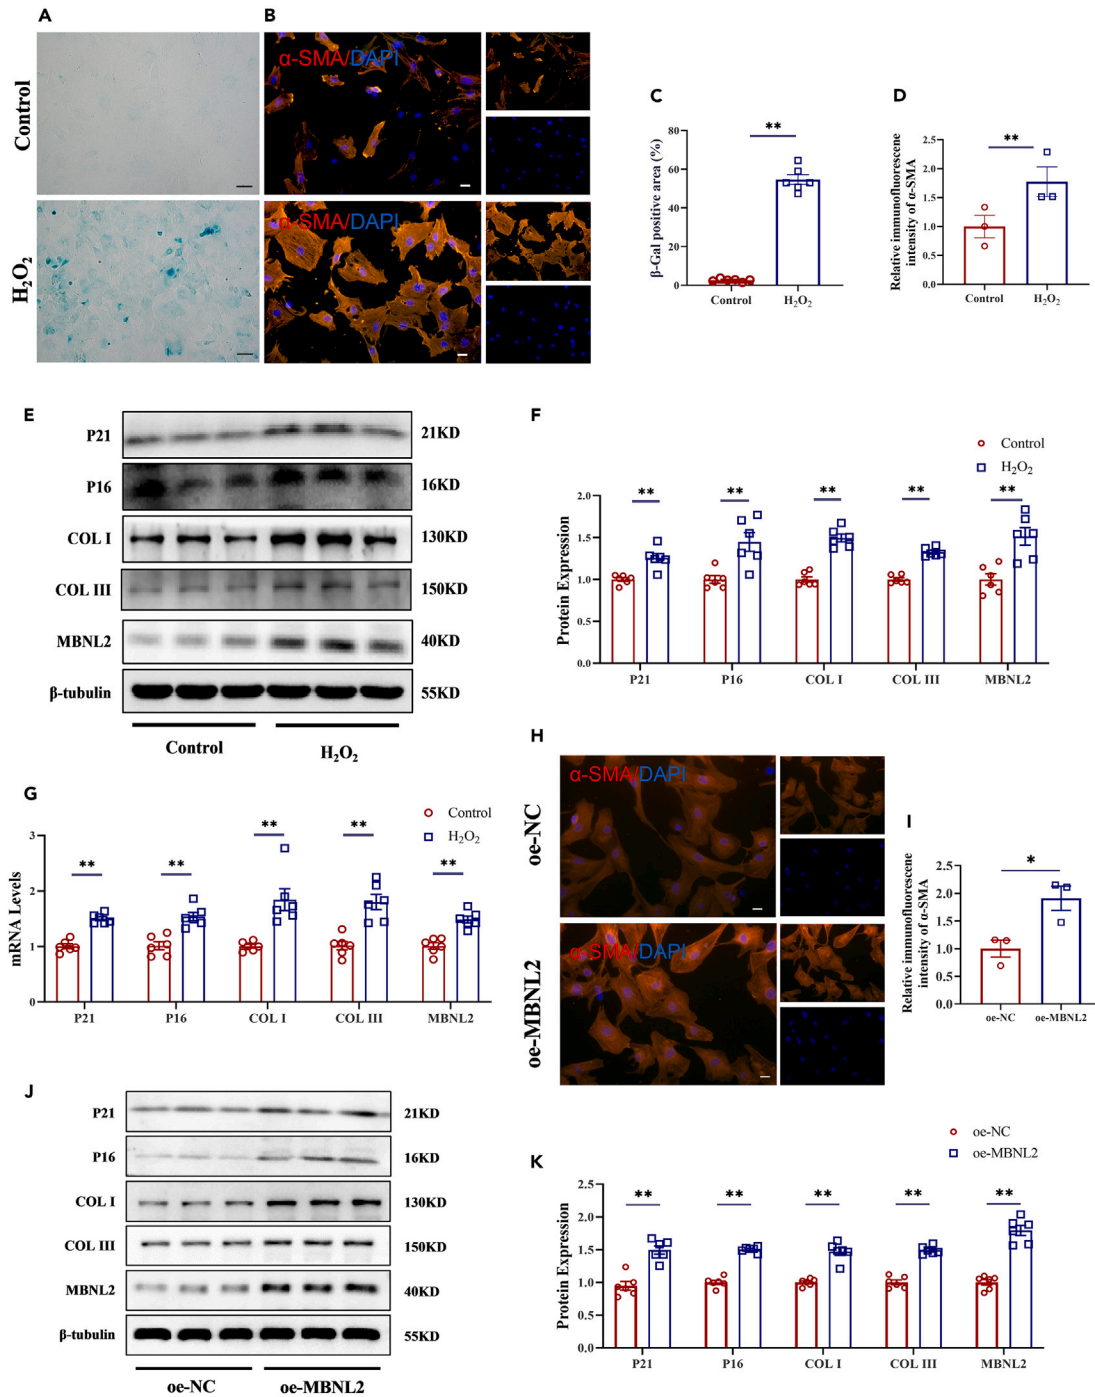 A
B
Control
H₂O₂
α-SMA/DAPI
α-SMA/DAPI
C
β-Gal positive area (%)
80
60
40
20
0
**
Control
H₂O₂
D
Relative immunofluorescene
intensity of α-SMA
2.5
2.0
1.5
1.0
0.5
0.0
**
Control
H₂O₂
E
P21
21KD
P16
16KD
COL I
130KD
COL III
150KD
MBNL2
40KD
β-tubulin
55KD
Control
H₂O₂
F
Control
H₂O₂
Protein Expression
2.0
1.5
1.0
0.5
0.0
**
**
**
**
**
P21
P16
COL I
COL III
MBNL2
G
Control
H₂O₂
mRNA Levels
3
2
1
0
**
**
**
**
**
P21
P16
COL I
COL III
MBNL2
H
oe-NC
oe-MBNL2
α-SMA/DAPI
α-SMA/DAPI
I
Relative immunofluorescene
intensity of α-SMA
2.5
2.0
1.5
1.0
0.5
0.0
*
oe-NC
oe-MBNL2
J
P21
21KD
P16
16KD
COL I
130KD
COL III
150KD
MBNL2
40KD
β-tubulin
55KD
oe-NC
oe-MBNL2
K
oe-NC
oe-MBNL2
Protein Expression
2.5
2.0
1.5
1.0
0.5
0.0
**
**
**
**
**
P21
P16
COL I
COL III
MBNL2